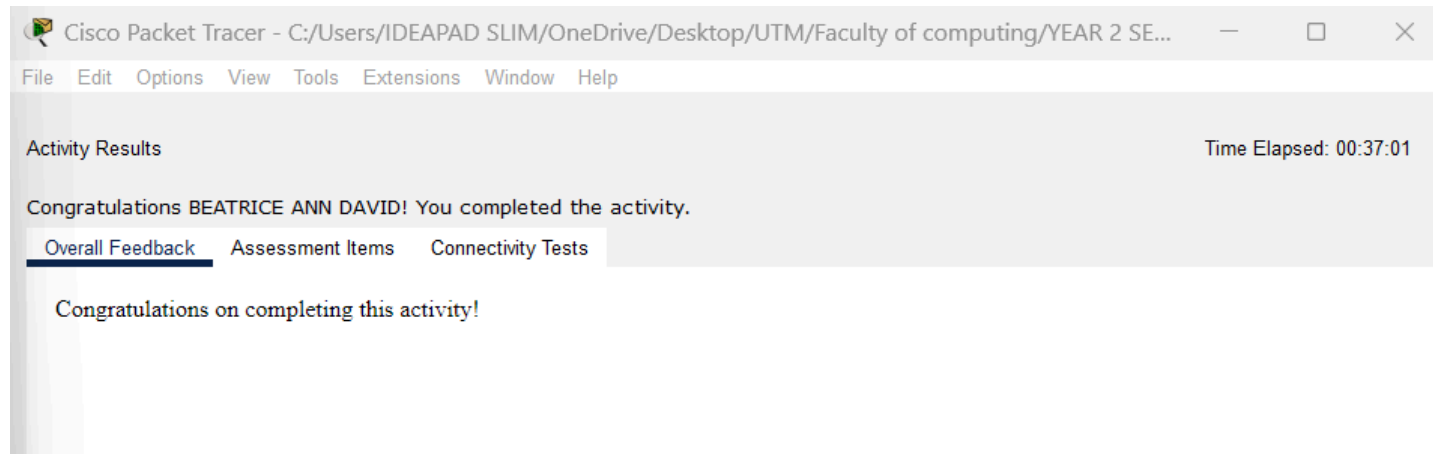 Cisco Packet Tracer - C:/Users/IDEAPAD SLIM/OneDrive/Desktop/UTM/Faculty of computing/YEAR 2 SE...
File Edit Options View Tools Extensions Window Help
Activity Results Time Elapsed: 00:37:01
Congratulations BEATRICE ANN DAVID! You completed the activity.
Overall Feedback Assessment Items Connectivity Tests
Congratulations on completing this activity!